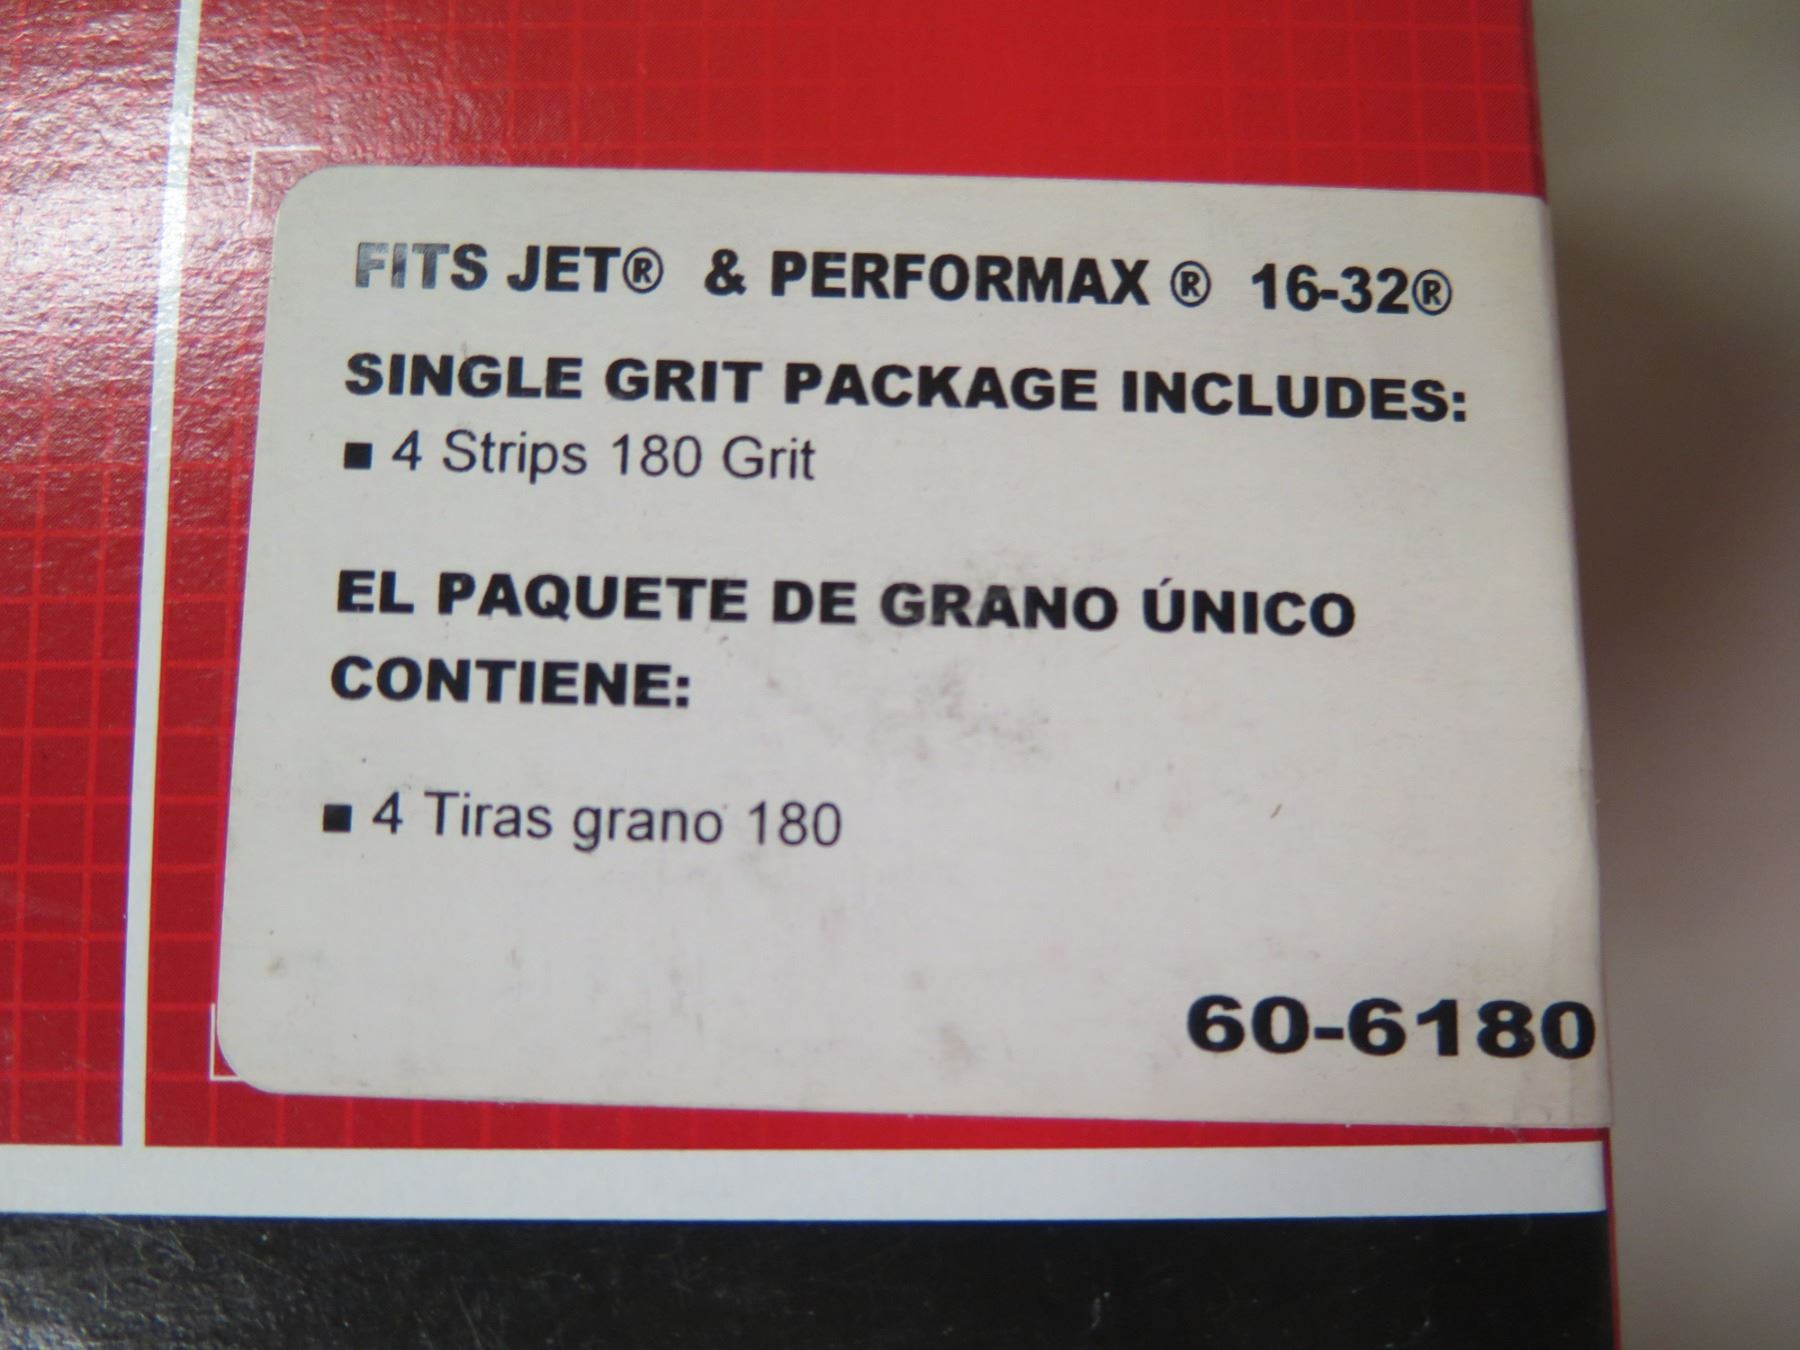 FITS JET® & PERFORMAX ® 16-32®
SINGLE GRIT PACKAGE INCLUDES:
▪ 4 Strips 180 Grit
EL PAQUETE DE GRANO ÚNICO
CONTIENE:
▪ 4 Tiras grano 180
60-6180